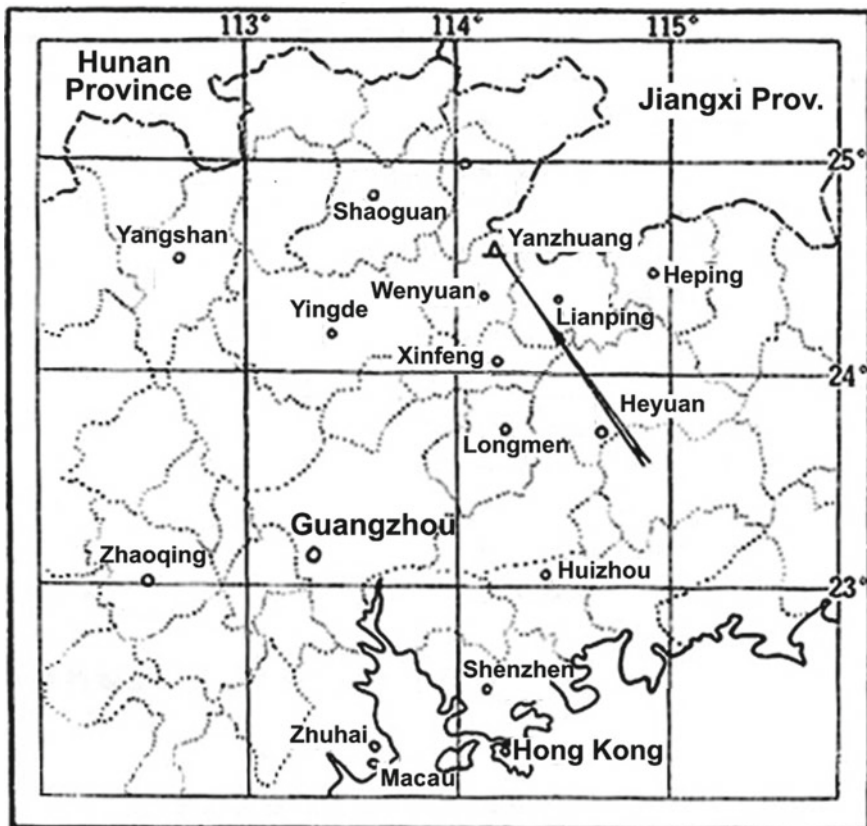 113° 114° 115°
Hunan
Province
Jiangxi Prov.
25°
Shaoguan
Yangshan
Yanzhuang
Heping
Wenyuan
Yingde
Lianping
Xinfeng
24°
Heyuan
Longmen
Guangzhou
Zhaoqing
Huizhou
23°
Shenzhen
Zhuhai
Hong Kong
Macau